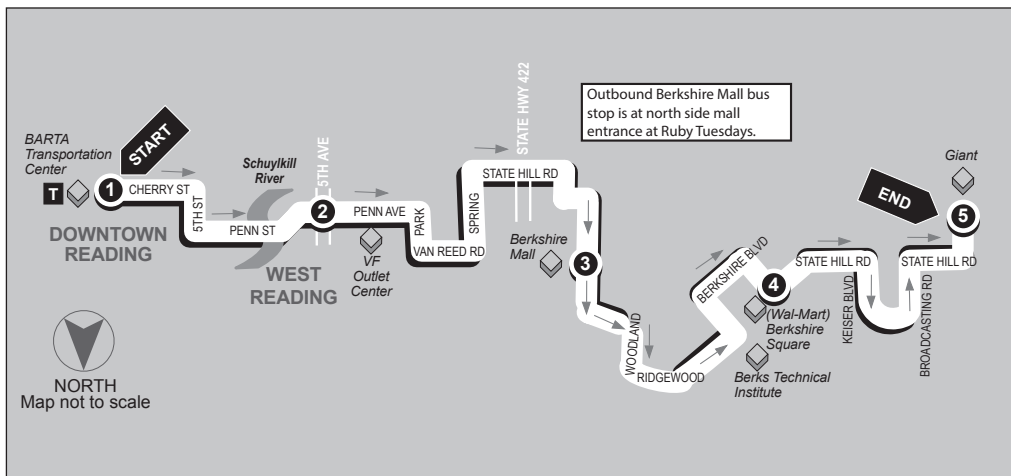 Outbound Berkshire Mall bus
stop is at north side mall
entrance at Ruby Tuesdays.
BARTA
Transportation
Center
T
START
1
CHERRY ST
DOWNTOWN
READING
5TH ST
PENN ST
Schuylkill
River
WEST
READING
5TH AVE
2
PENN AVE
VF
Outlet
Center
PARK
VAN REED RD
SPRING
STATE HWY 422
STATE HILL RD
Berkshire
Mall
3
WOODLAND
RIDGEWOOD
BERKSHIRE BLVD
4
(Wal-Mart)
Berkshire
Square
Berks Technical
Institute
STATE HILL RD
KEISER BLVD
BROADCASTING RD
STATE HILL RD
END
5
Giant
NORTH
Map not to scale